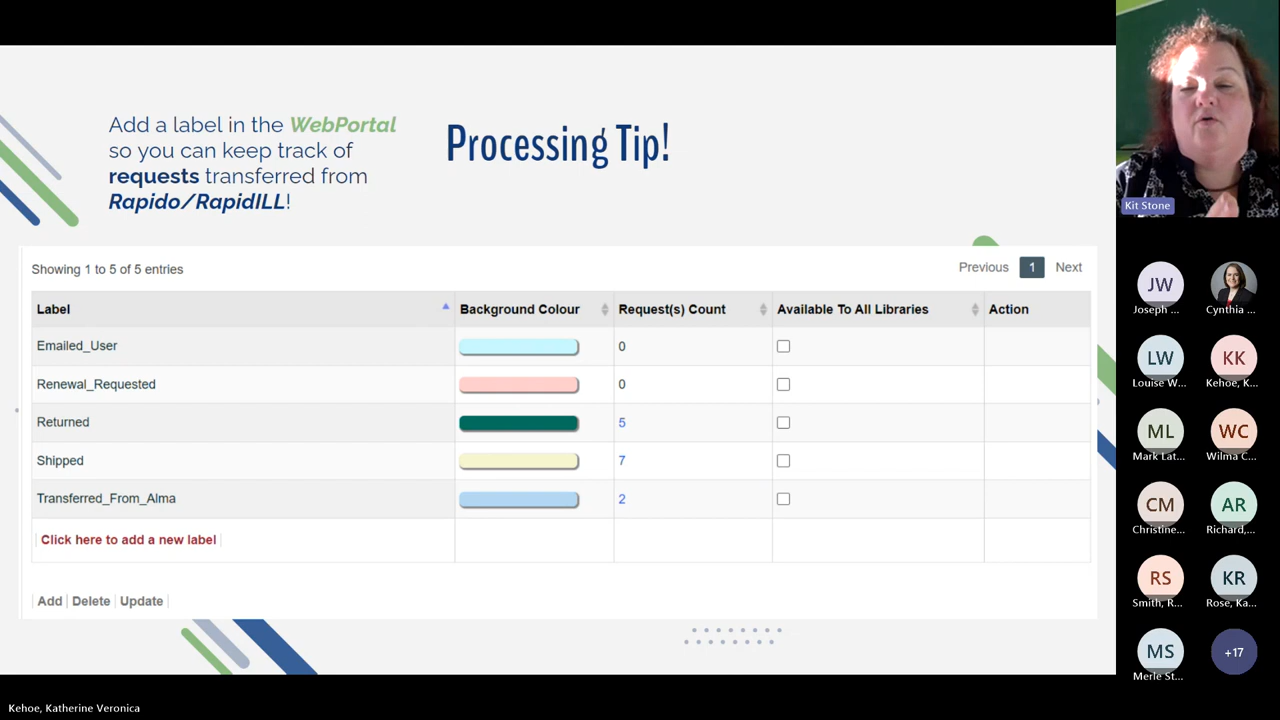 Add a label in the WebPortal
so you can keep track of
requests transferred from
Rapido/RapidILL!
Processing Tip!
Showing 1 to 5 of 5 entries
Previous 1 Next
Label Background Colour Request(s) Count Available To All Libraries Action
Emailed_User 0
Renewal_Requested 0
Returned 5
Shipped 7
Transferred_From_Alma 2
Click here to add a new label
Add Delete Update
Kit Stone
JW
Joseph ...
Cynthia ...
LW
Louise W...
KK
Kehoe, K...
ML
Mark Lat...
WC
Wilma C...
CM
Christine...
AR
Richard,...
RS
Smith, R...
KR
Rose, Ka...
MS
Merle St...
+17
Kehoe, Katherine Veronica